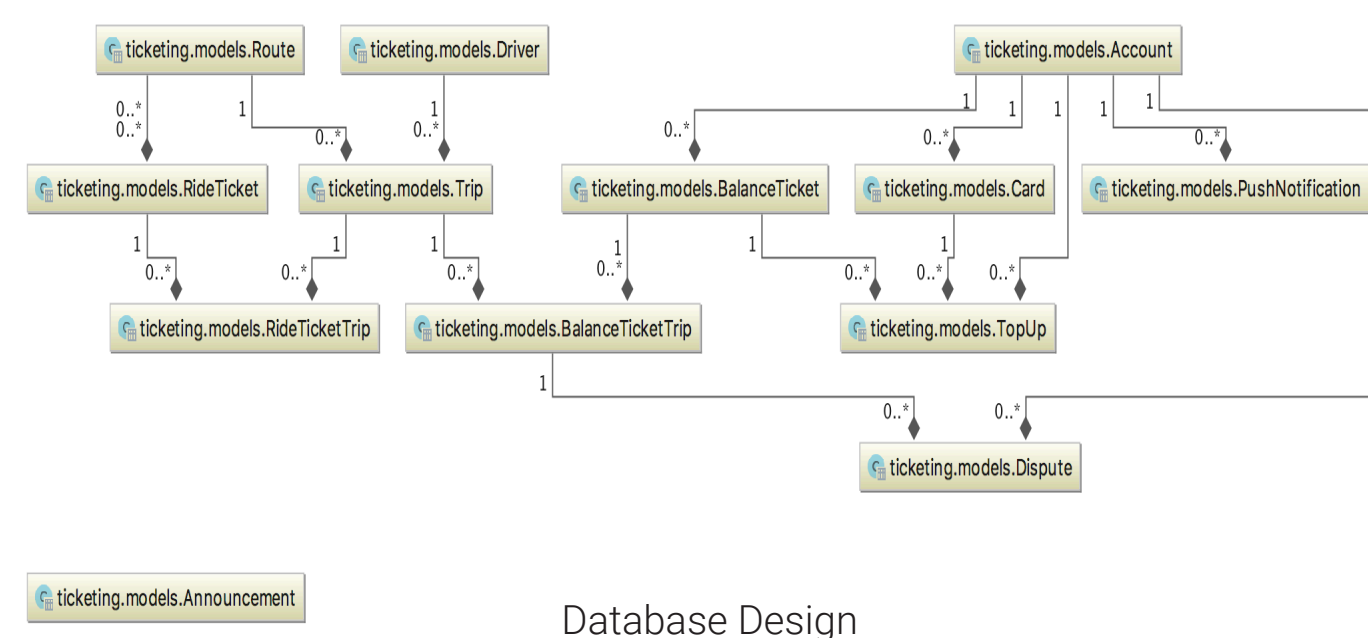 ticketing.models.Route
ticketing.models.Driver
ticketing.models.Account
0..*
0..*
1
0..*
1
0..*
1
0..*
1
0..*
1
1
0..*
1
ticketing.models.RideTicket
ticketing.models.Trip
ticketing.models.BalanceTicket
ticketing.models.Card
ticketing.models.PushNotification
1
0..*
1
0..*
1
0..*
1
0..*
1
0..*
1
0..*
0..*
ticketing.models.RideTicketTrip
ticketing.models.BalanceTicketTrip
ticketing.models.TopUp
1
0..*
0..*
ticketing.models.Dispute
ticketing.models.Announcement
Database Design